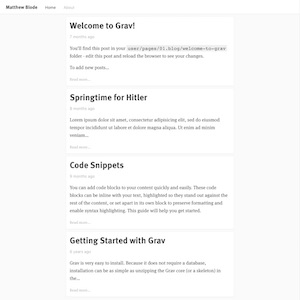 Matthew Blode Home About
Welcome to Grav!
7 months ago
You'll find this post in your user/pages/01.blog/welcome-to-grav
folder - edit this post and reload the browser to see your changes.
To add new posts...
Read more...
Springtime for Hitler
months ago
Lorem ipsum dolor sit amet, consectetur adipisicing elit, sed do eiusmod
tempor incididunt ut labore et dolore magna aliqua. Ut enim ad minim
veniam...
Read more...
Code Snippets
months ago
You can add code blocks to your content quickly and easily. These code
blocks can be inline with your text, highlighted so they stand out against the
rest of the content, or set apart in its own block to preserve formatting and
enable syntax highlighting. This guide will help you get started.
Read more...
Getting Started with Grav
years ago
Grav is very easy to install. Because it does not require a database,
installation can be as simple as unzipping the Grav core (or a skeleton) in
the...
Read more...